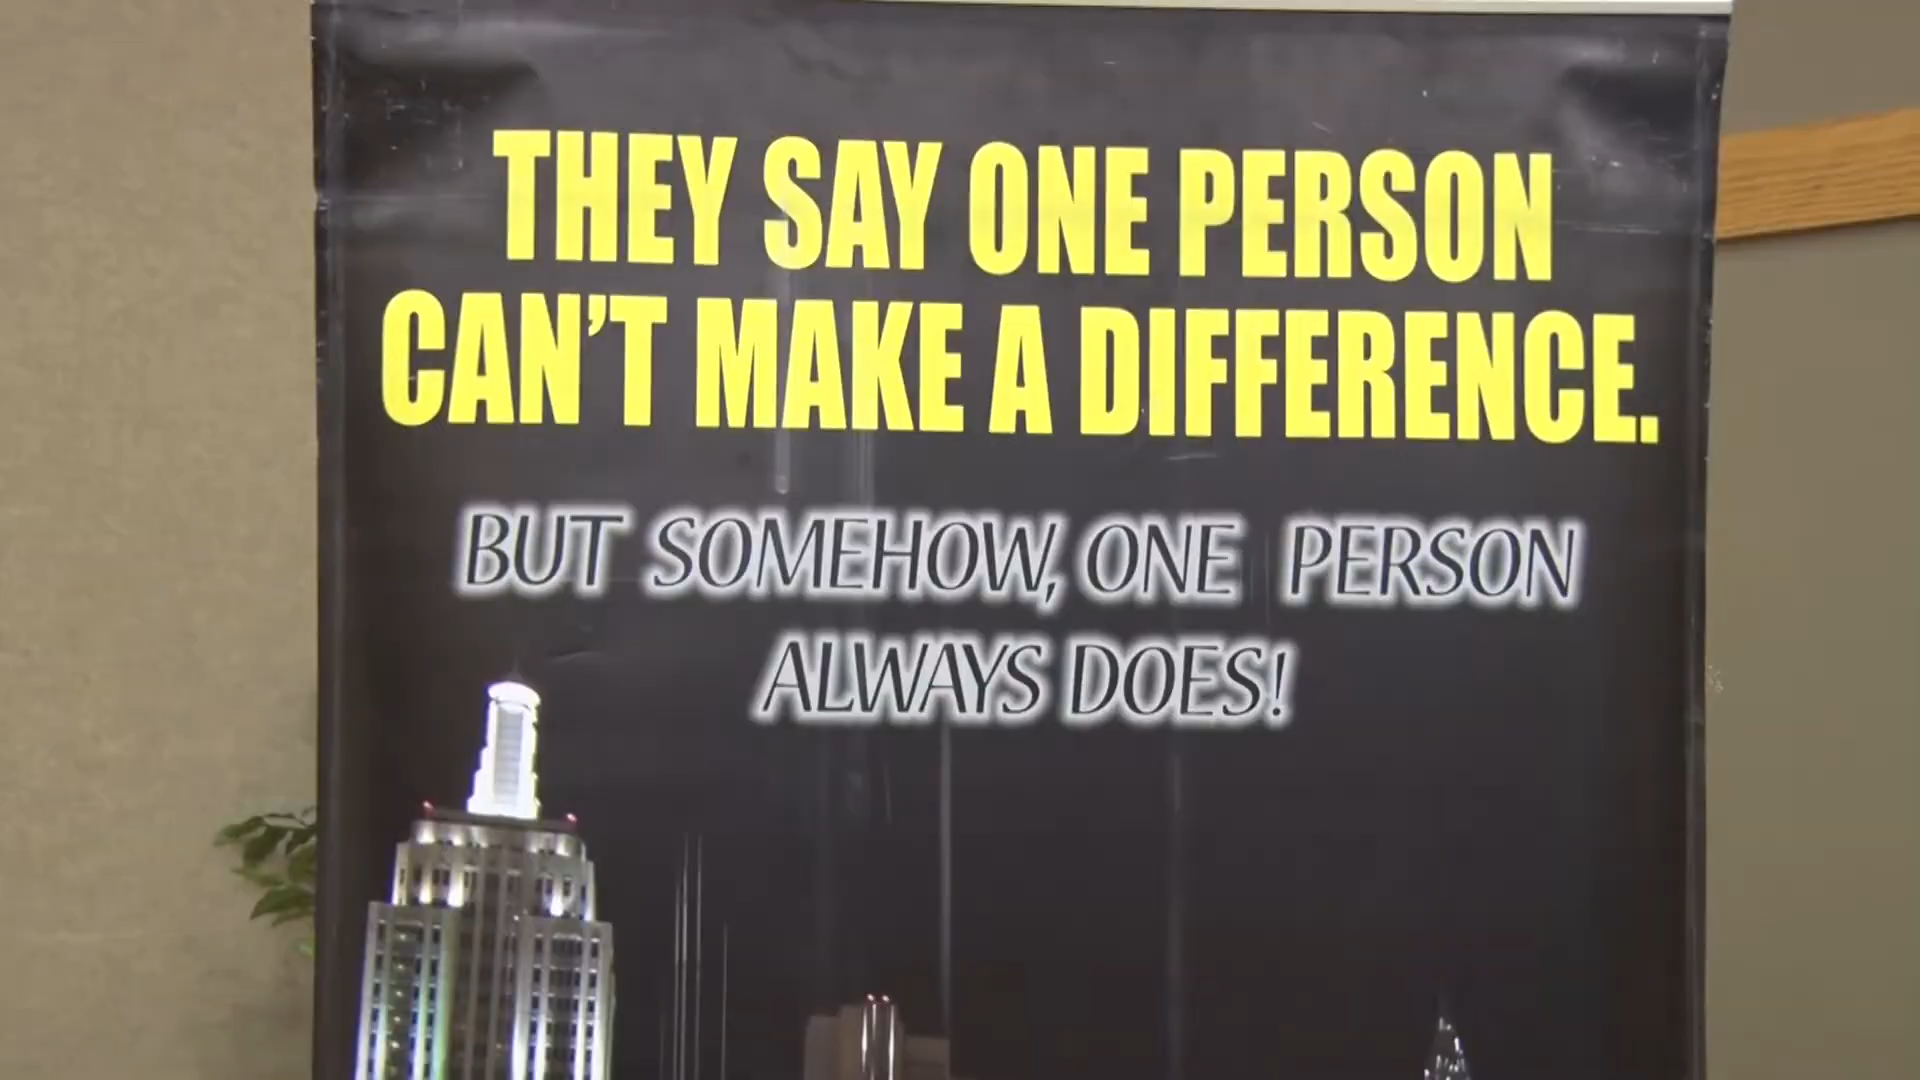 THEY SAY ONE PERSON
CAN'T MAKE A DIFFERENCE.
BUT SOMEHOW, ONE PERSON
ALWAYS DOES!